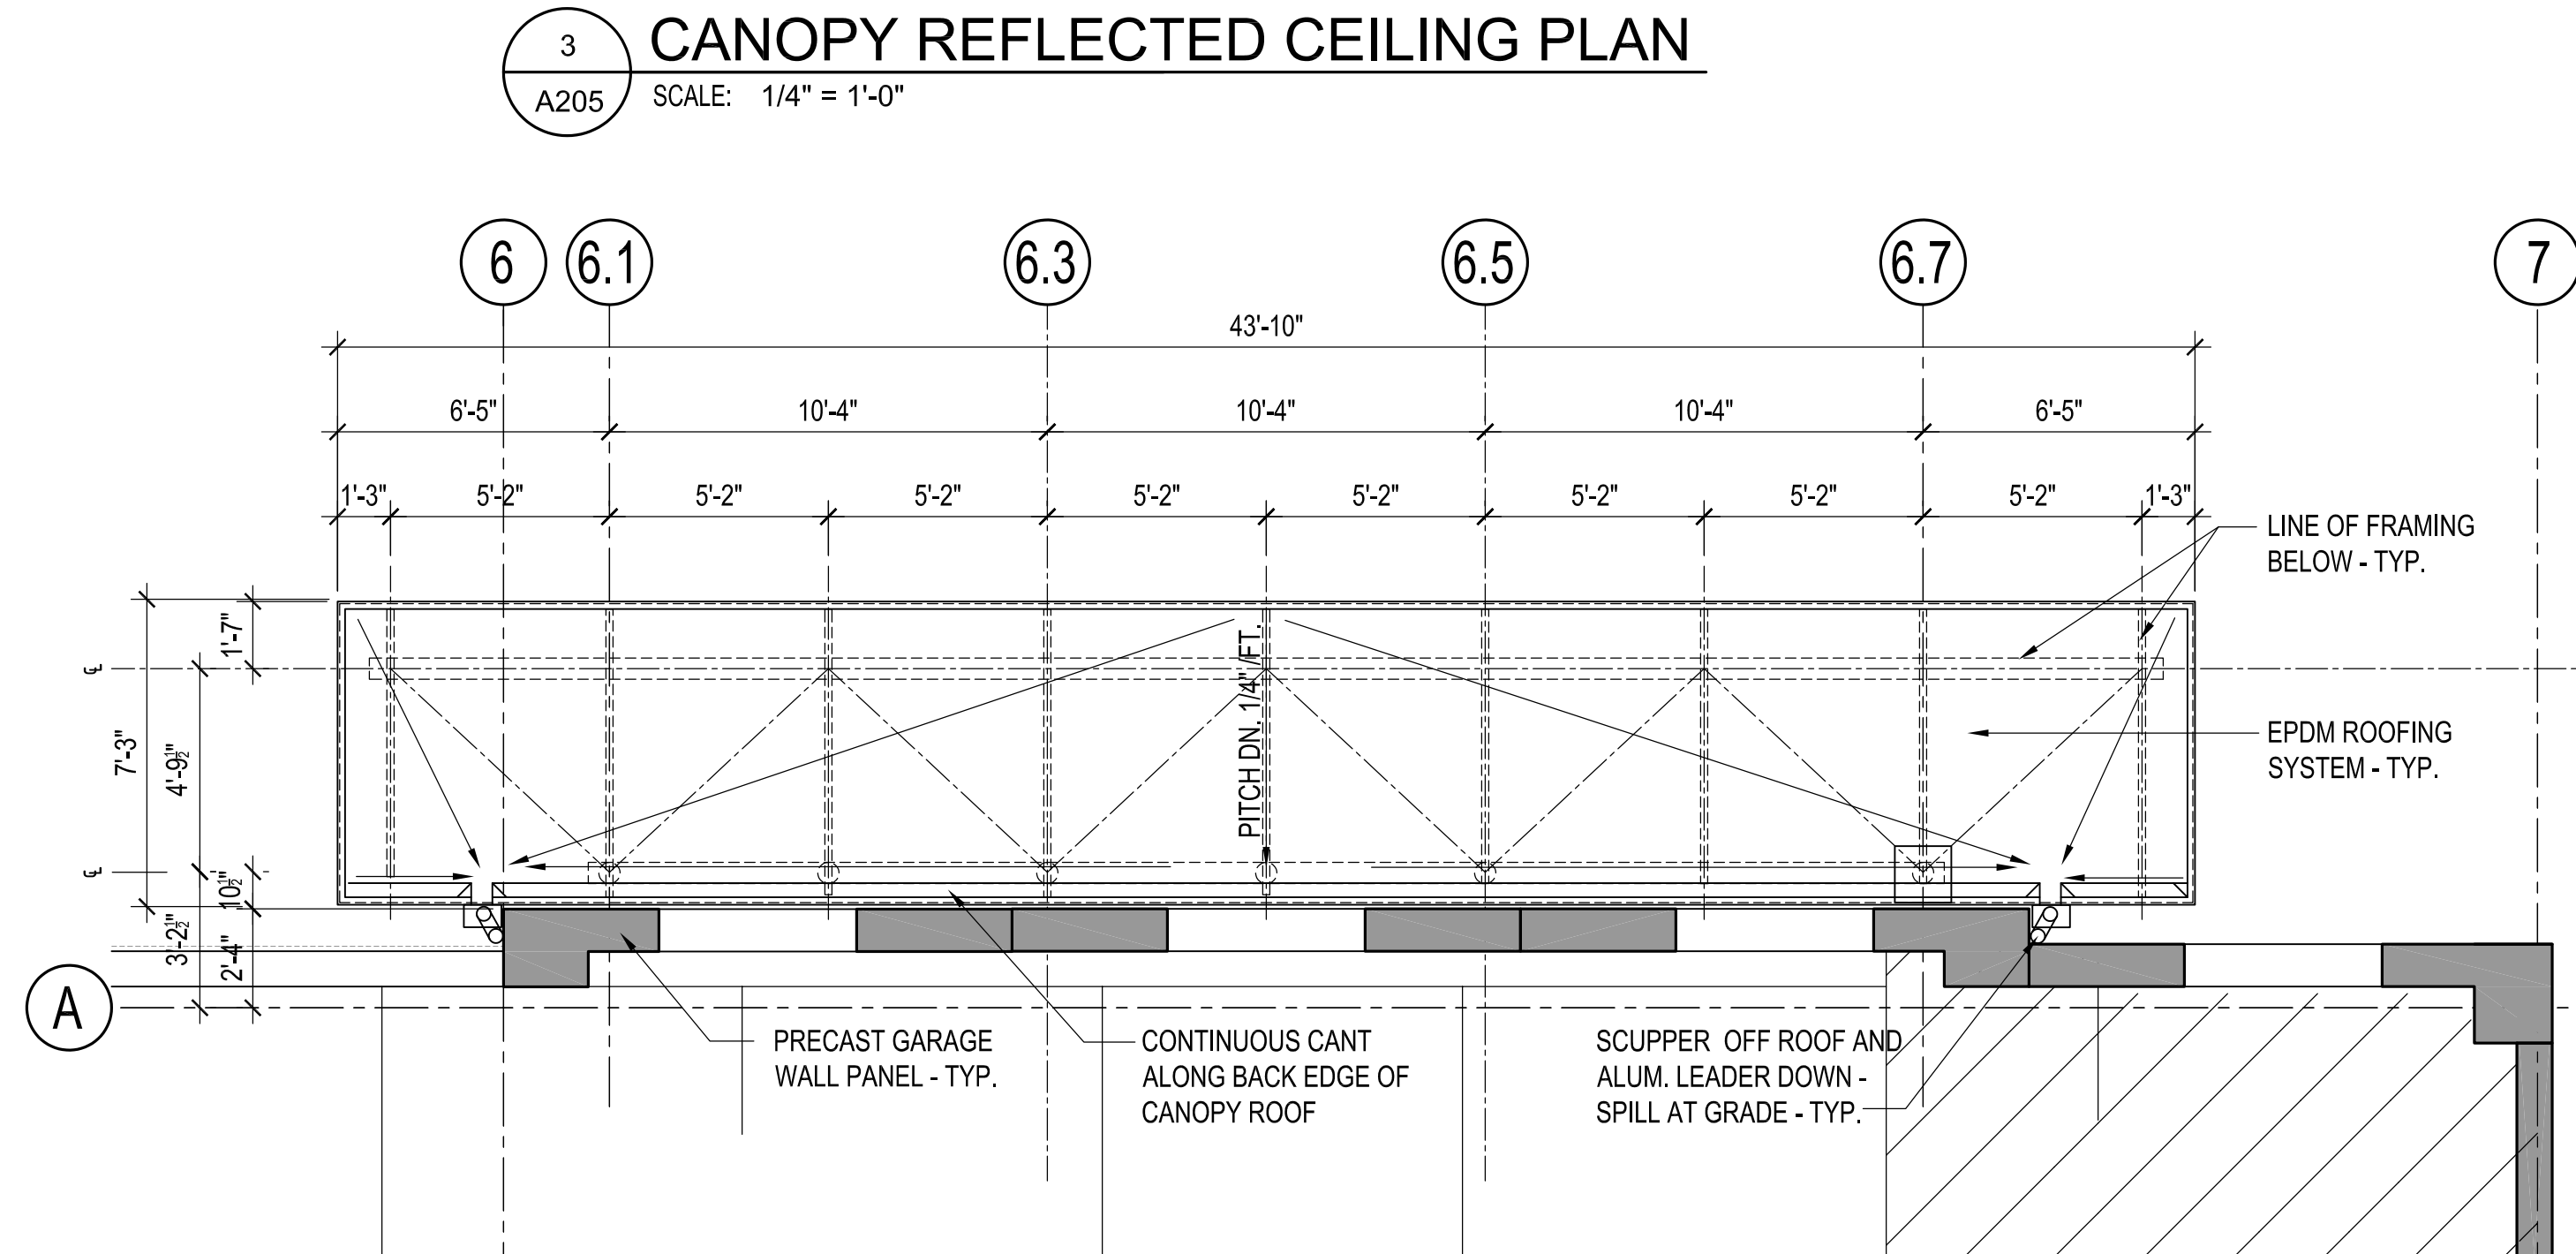 3
CANOPY REFLECTED CEILING PLAN
A205
SCALE: 1/4" = 1'-0"
6
6.1
6.3
6.5
6.7
7
43'-10"
6'-5"
10'-4"
10'-4"
10'-4"
6'-5"
1'-3"
5'-2"
5'-2"
5'-2"
5'-2"
5'-2"
5'-2"
5'-2"
5'-2"
1'-3"
LINE OF FRAMING
BELOW - TYP.
1'-7"
7'-3"
4'-9½"
10½"
3'-2½"
2'-4"
℄
℄
PITCH DN. 1/4" /FT.
EPDM ROOFING
SYSTEM - TYP.
A
PRECAST GARAGE
WALL PANEL - TYP.
CONTINUOUS CANT
ALONG BACK EDGE OF
CANOPY ROOF
SCUPPER OFF ROOF AND
ALUM. LEADER DOWN -
SPILL AT GRADE - TYP.